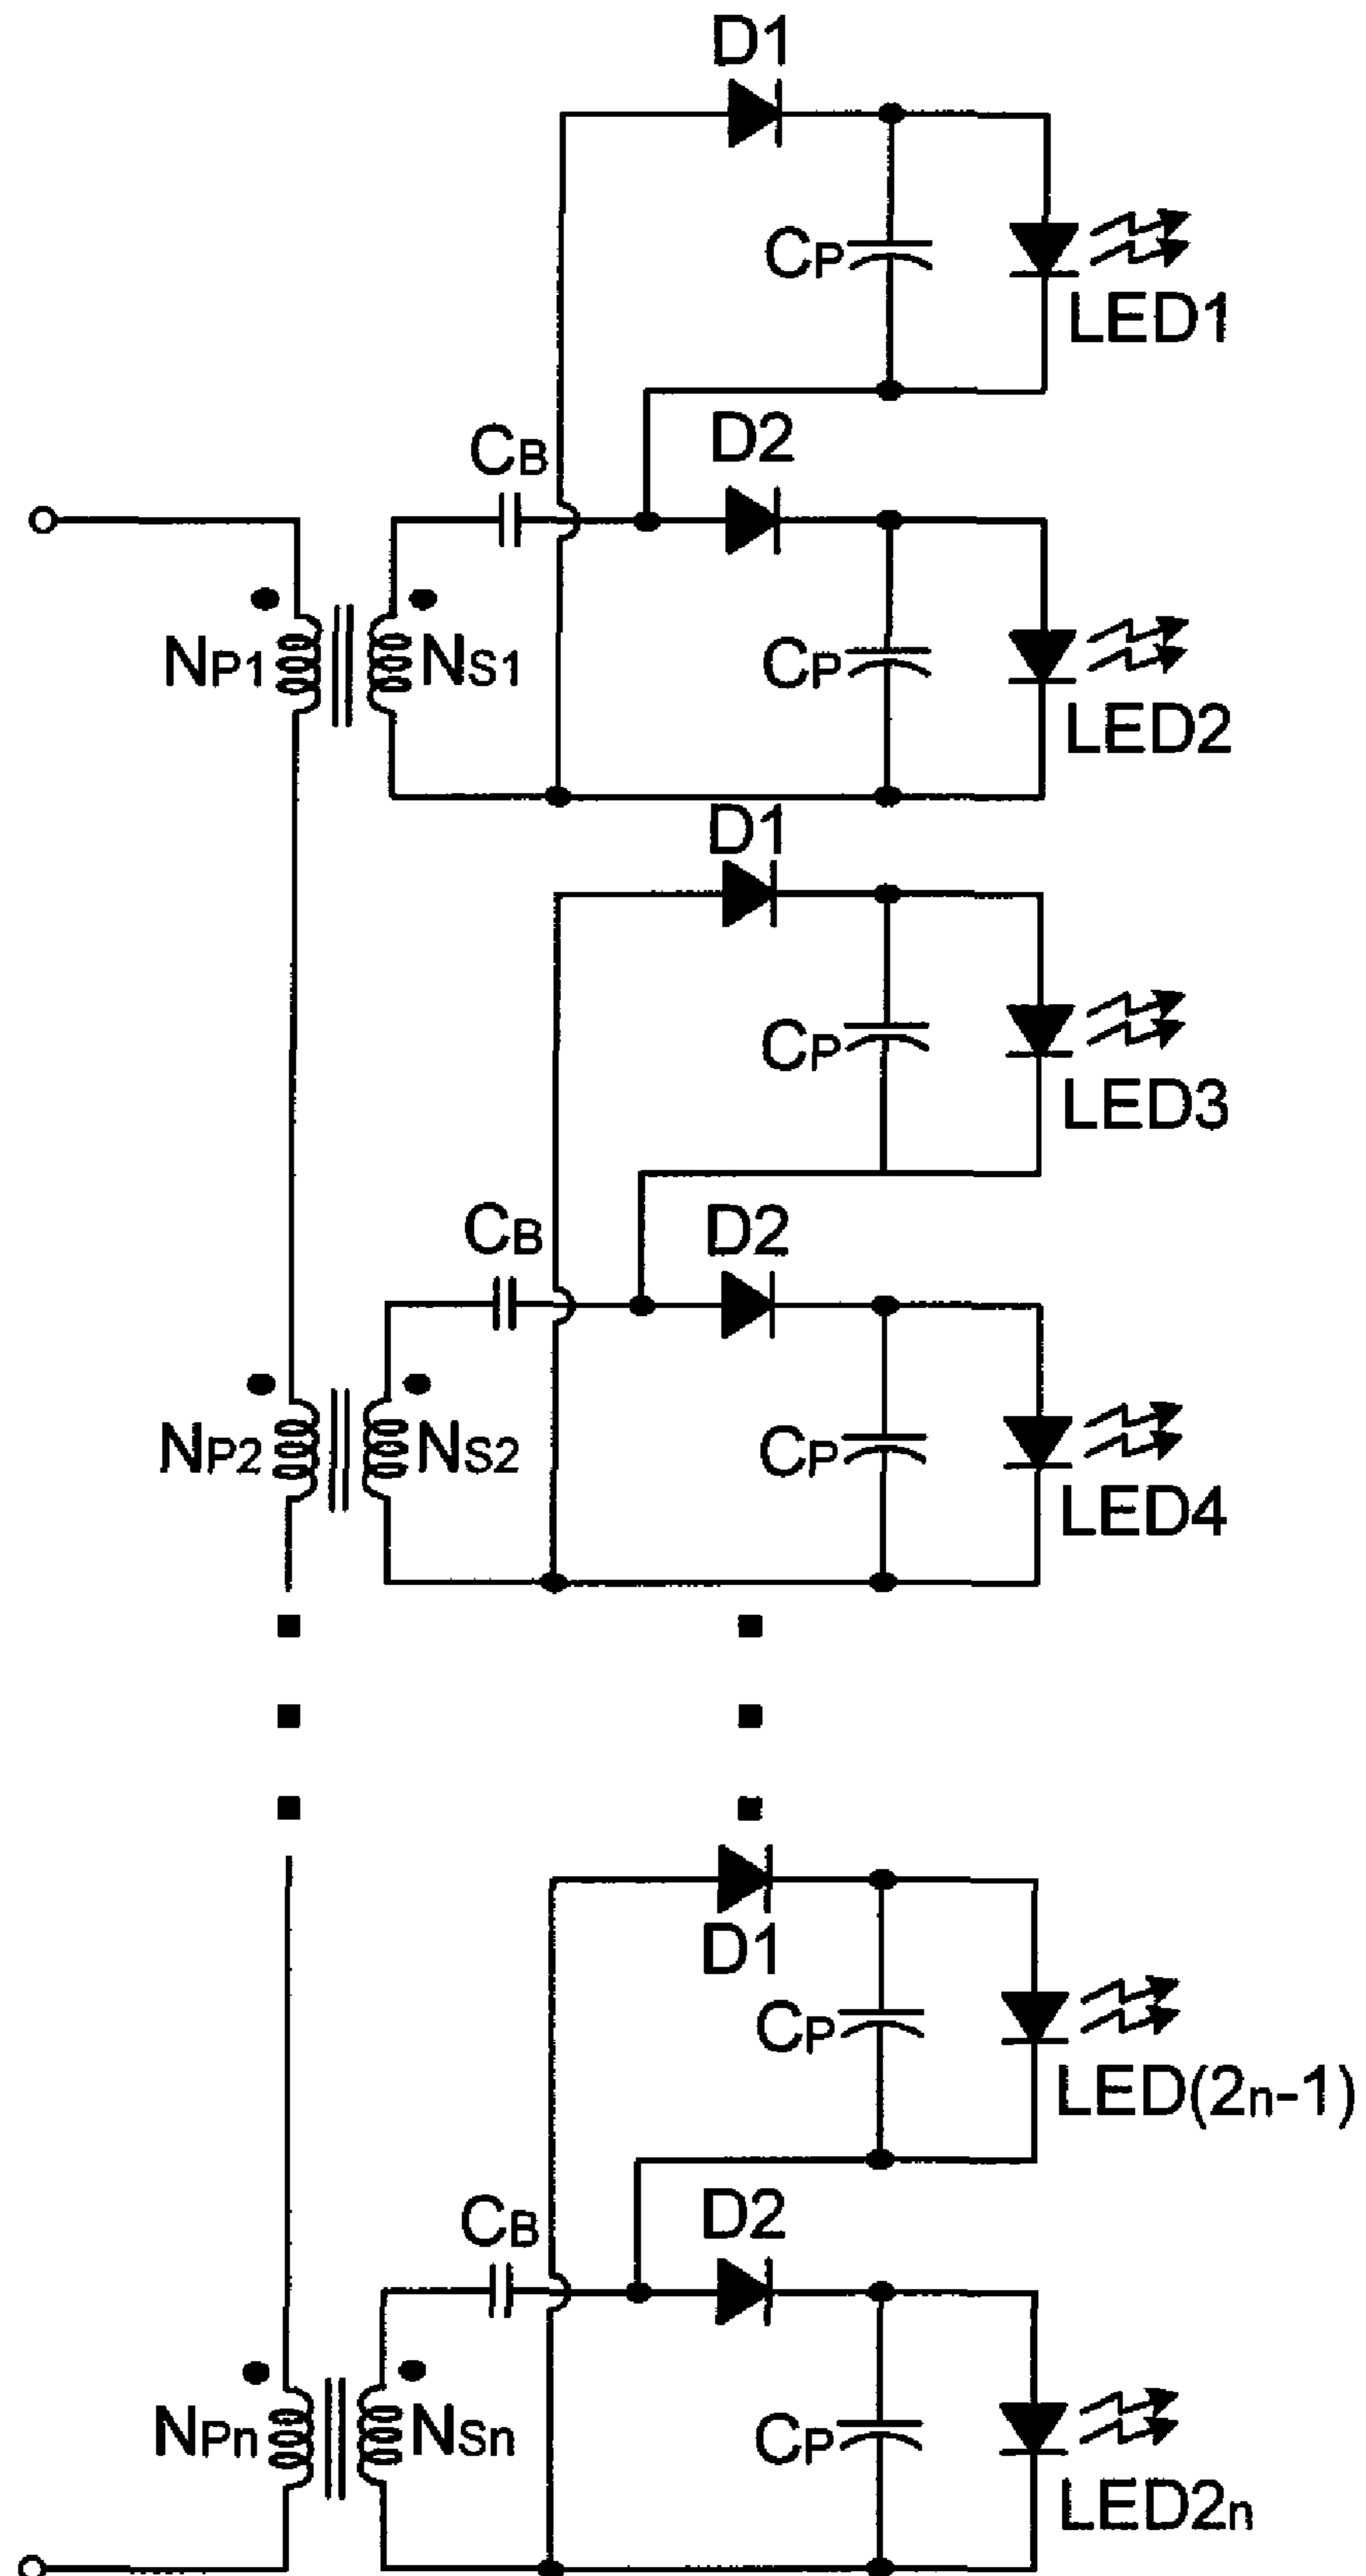 D1
CP
LED1
CB
D2
NP1
NS1
CP
LED2
D1
CP
LED3
CB
D2
NP2
NS2
CP
LED4
D1
CP
LED(2n-1)
CB
D2
NPn
NSn
CP
LED2n